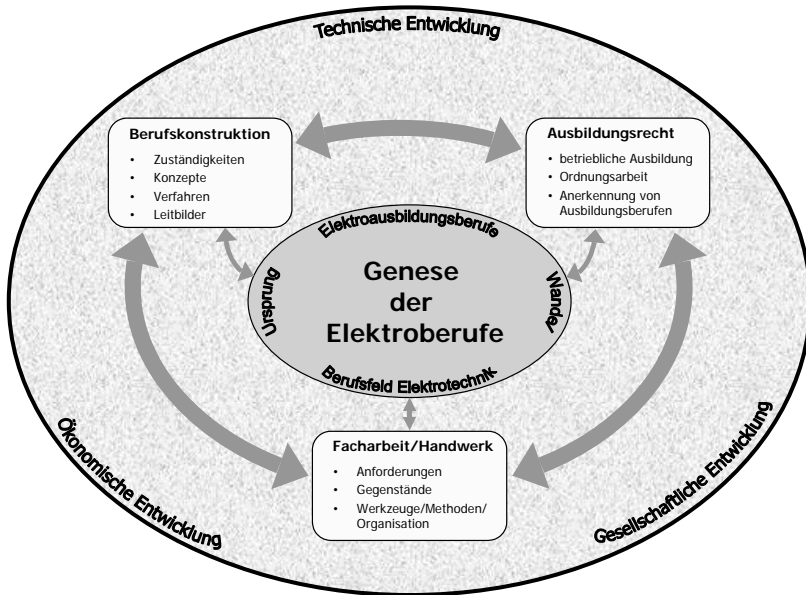 Technische Entwicklung
Berufskonstruktion
• Zuständigkeiten
• Konzepte
• Verfahren
• Leitbilder
Ausbildungsrecht
• betriebliche Ausbildung
• Ordnungsarbeit
• Anerkennung von
Ausbildungsberufen
Elektroausbildungsberufe
Ursprung
Genese
der
Elektroberufe
Wandel
Berufsfeld Elektrotechnik
Facharbeit/Handwerk
• Anforderungen
• Gegenstände
• Werkzeuge/Methoden/
Organisation
Ökonomische Entwicklung
Gesellschaftliche Entwicklung